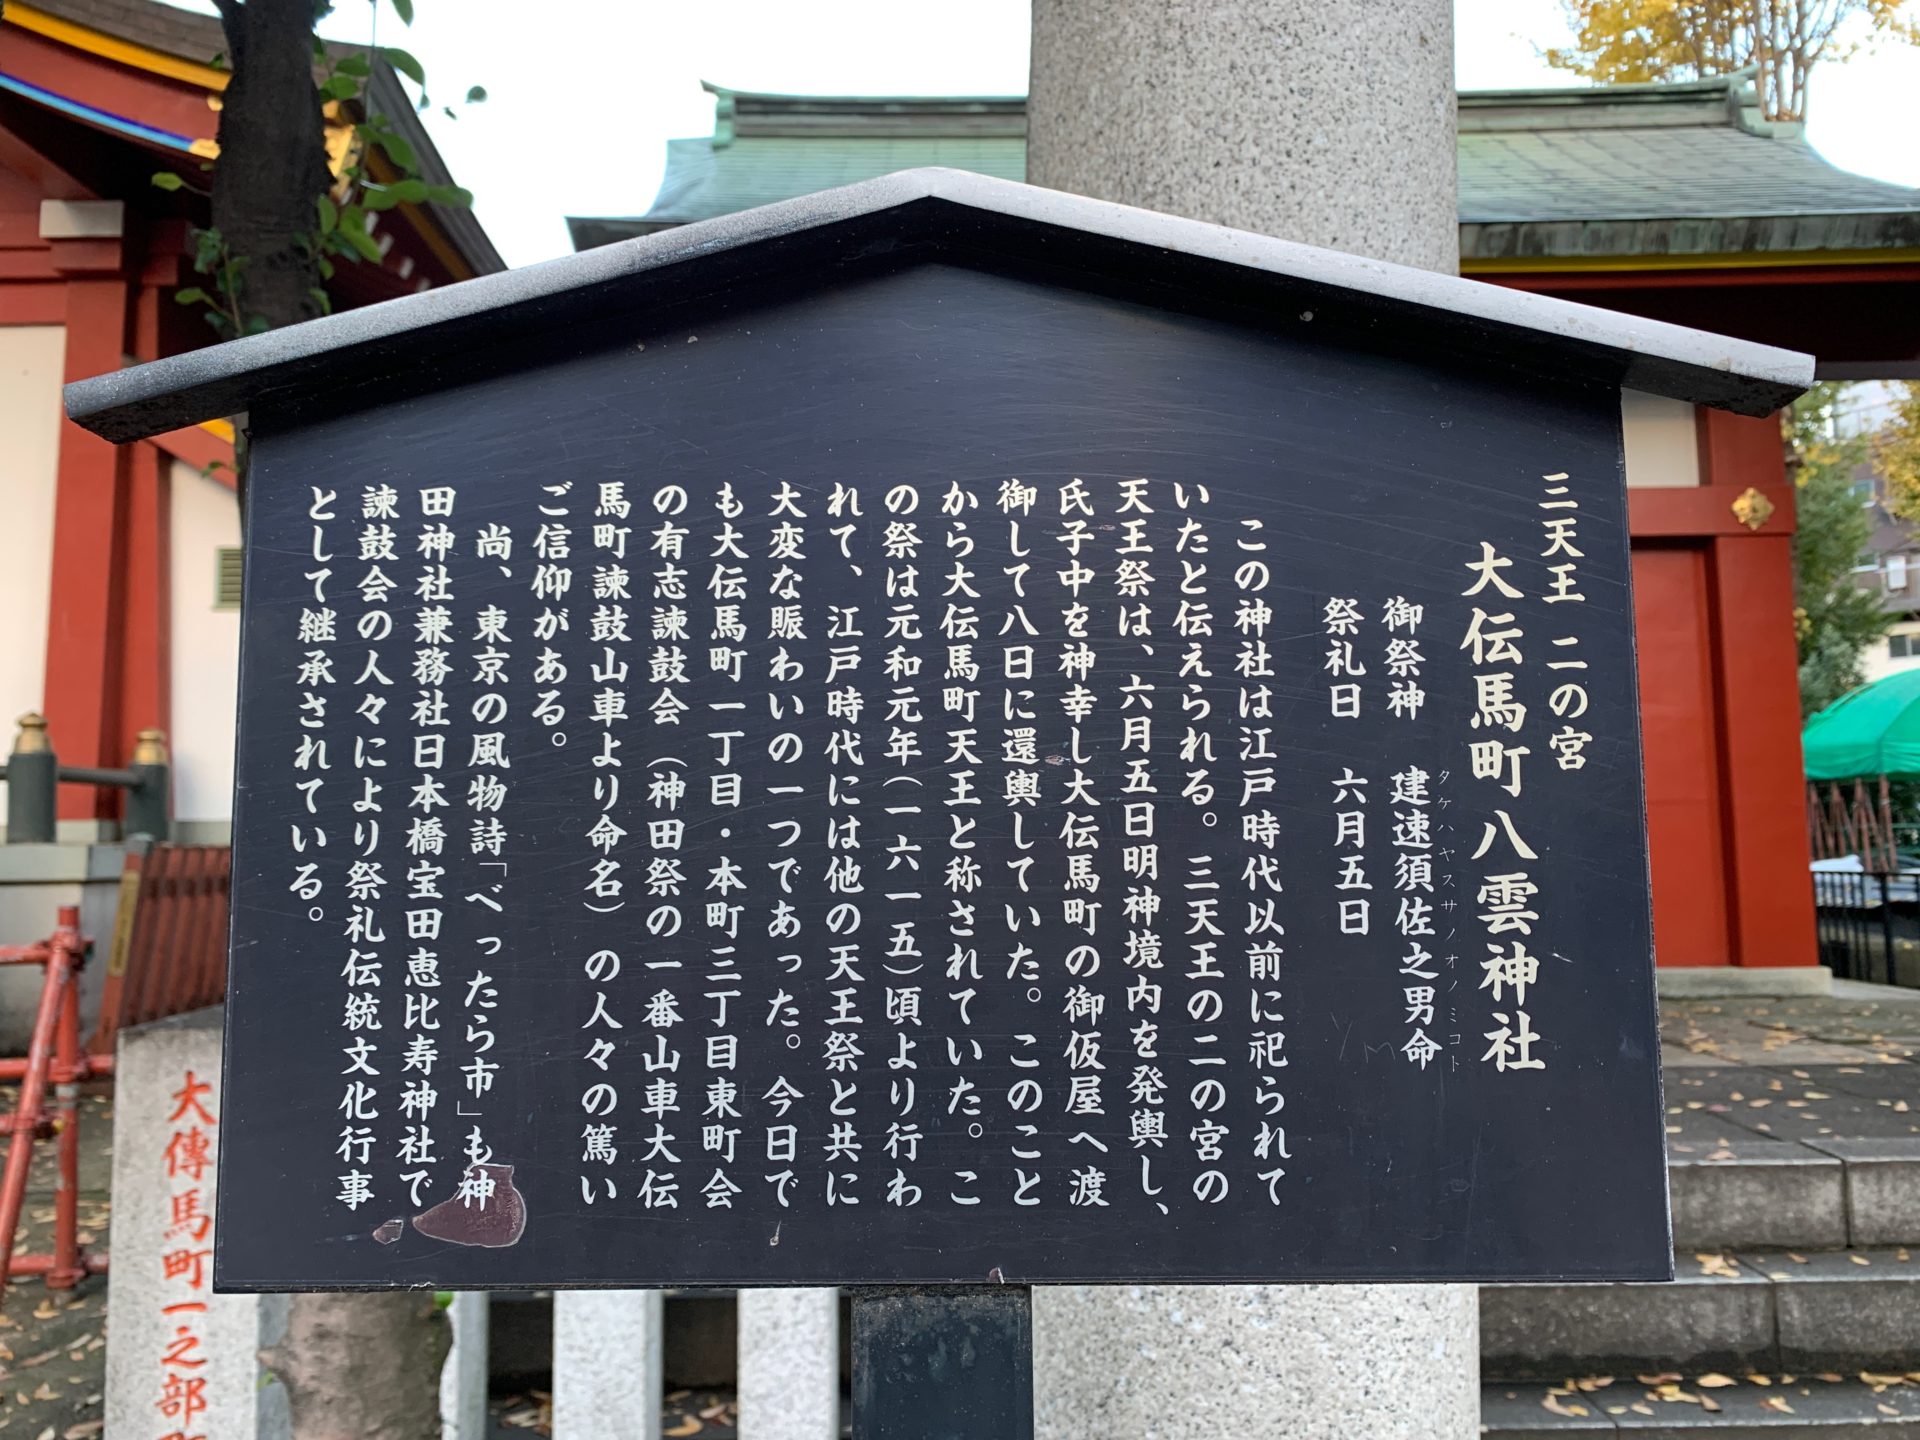 三天王 二の宮
大伝馬町八雲神社
御祭神 建速須佐之男命
タケハヤスサノオノミコト
祭礼日 六月五日
この神社は江戸時代以前に祀られて
いたと伝えられる。三天王の二の宮の
天王祭は、六月五日明神境内を発輿し、
氏子中を神幸し大伝馬町の御仮屋へ渡
御して八日に還輿していた。このこと
から大伝馬町天王と称されていた。こ
の祭は元和元年(一六一五)頃より行わ
れて、江戸時代には他の天王祭と共に
大変な賑わいの一つであった。今日で
も大伝馬町一丁目・本町三丁目東町会
の有志諫鼓会(神田祭の一番山車大伝
馬町諫鼓山車より命名)の人々の篤い
ご信仰がある。
尚、東京の風物詩「べったら市」も神
田神社兼務社日本橋宝田恵比寿神社で
諫鼓会の人々により祭礼伝統文化行事
として継承されている。
大傳馬町一之部